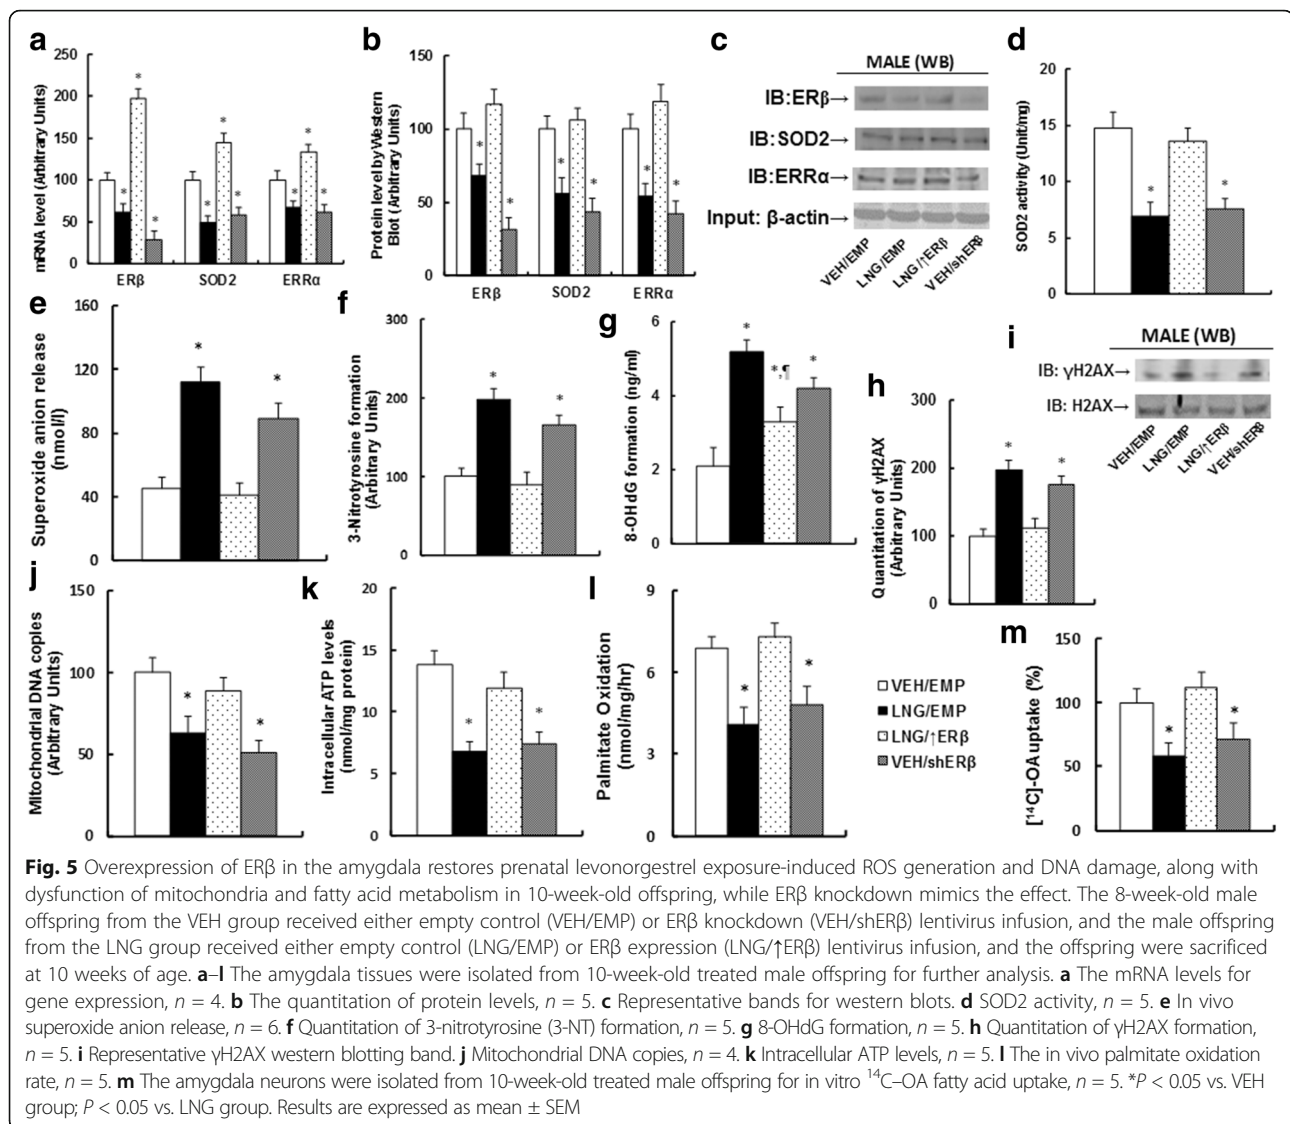 a
mRNA level (Arbitrary Units)
250
200
150
100
50
0
* * * * * * * * *
ERβ SOD2 ERRα
b
Protein level by Western
Blot (Arbitrary Units)
150
100
50
0
* * * * * *
ERβ SOD2 ERRα
c
MALE (WB)
IB:ERβ→
IB:SOD2→
IB:ERRα→
Input: β-actin→
VEH/EMP LNG/EMP LNG/↑ERβ VEH/shERβ
d
SOD2 activity (Unit/mg)
20
15
10
5
0
* *
e
Superoxide anion release
(nmol/l)
160
120
80
40
0
* *
f
3-Nitrotyrosine formation
(Arbitrary Units)
300
200
100
0
* *
g
8-OHdG formation (ng/ml)
6
4
2
0
* *,¶ *
h
Quantitation of γH2AX
(Arbitrary Units)
300
200
100
0
* *
i
MALE (WB)
IB: γH2AX→
IB: H2AX→
VEH/EMP LNG/EMP LNG/↑ERβ VEH/shERβ
j
Mitochondrial DNA copies
(Arbitrary Units)
150
100
50
0
* *
k
Intracellular ATP levels
(nmol/mg protein)
20
15
10
5
0
* *
l
Palmitate Oxidation
(nmol/mg/hr)
9
6
3
0
* *
VEH/EMP
LNG/EMP
LNG/↑ERβ
VEH/shERβ
m
[¹⁴C]-OA uptake (%)
150
100
50
0
* *
Fig. 5 Overexpression of ERβ in the amygdala restores prenatal levonorgestrel exposure-induced ROS generation and DNA damage, along with
dysfunction of mitochondria and fatty acid metabolism in 10-week-old offspring, while ERβ knockdown mimics the effect. The 8-week-old male
offspring from the VEH group received either empty control (VEH/EMP) or ERβ knockdown (VEH/shERβ) lentivirus infusion, and the male offspring
from the LNG group received either empty control (LNG/EMP) or ERβ expression (LNG/↑ERβ) lentivirus infusion, and the offspring were sacrificed
at 10 weeks of age. a–l The amygdala tissues were isolated from 10-week-old treated male offspring for further analysis. a The mRNA levels for
gene expression, n = 4. b The quantitation of protein levels, n = 5. c Representative bands for western blots. d SOD2 activity, n = 5. e In vivo
superoxide anion release, n = 6. f Quantitation of 3-nitrotyrosine (3-NT) formation, n = 5. g 8-OHdG formation, n = 5. h Quantitation of γH2AX formation,
n = 5. i Representative γH2AX western blotting band. j Mitochondrial DNA copies, n = 4. k Intracellular ATP levels, n = 5. l The in vivo palmitate oxidation
rate, n = 5. m The amygdala neurons were isolated from 10-week-old treated male offspring for in vitro ¹⁴C–OA fatty acid uptake, n = 5. *P < 0.05 vs. VEH
group; P < 0.05 vs. LNG group. Results are expressed as mean ± SEM